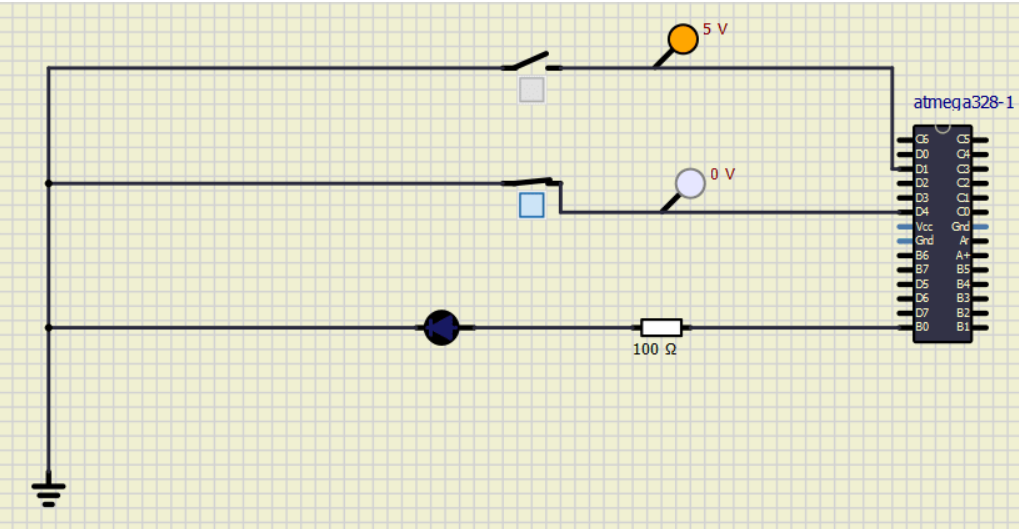 5 V
atmega328-1
0 V
C6 C5
D0 C4
D1 C3
D2 C2
D3 C1
D4 C0
Vcc Gnd
Gnd Ar
B6 A+
B7 B5
D5 B4
D6 B3
D7 B2
B0 B1
100 Ω